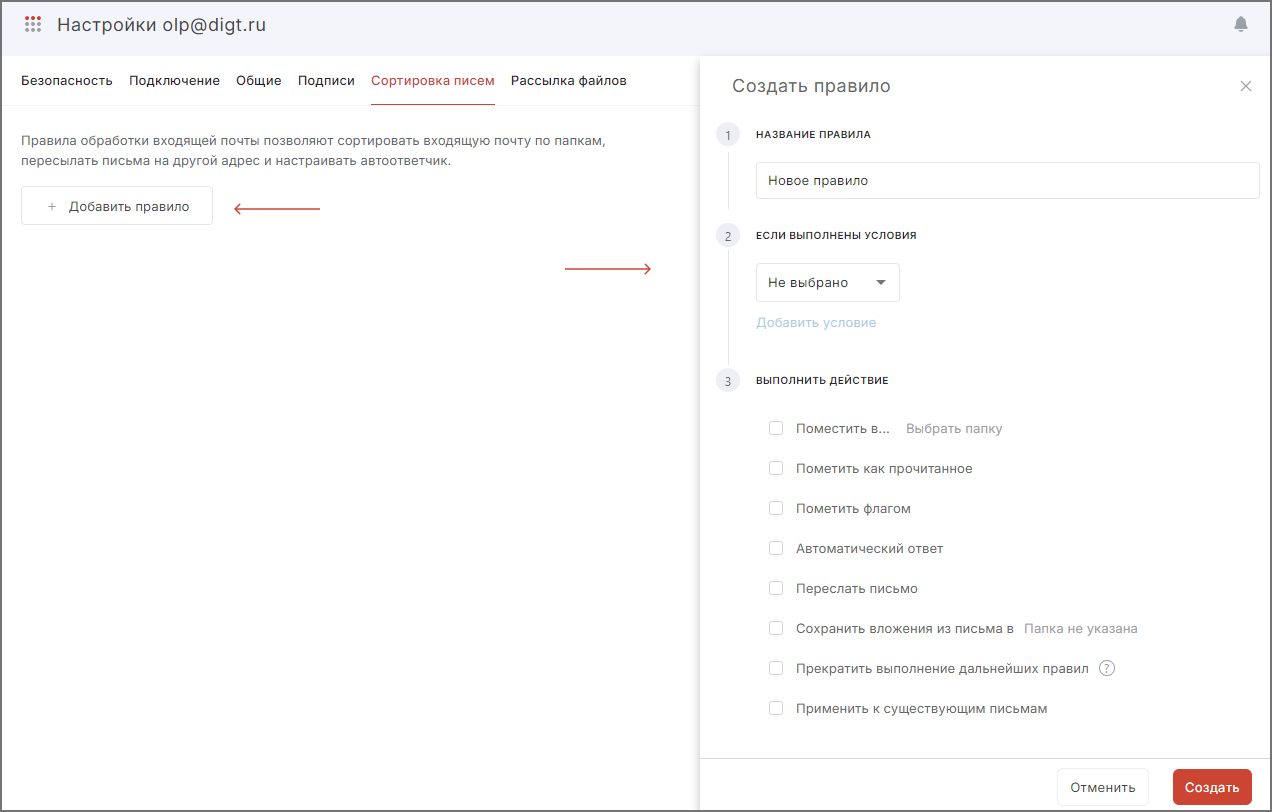 Настройки olp@digt.ru
Безопасность Подключение Общие Подписи Сортировка писем Рассылка файлов
Правила обработки входящей почты позволяют сортировать входящую почту по папкам,
пересылать письма на другой адрес и настраивать автоответчик.
+ Добавить правило
Создать правило
1 НАЗВАНИЕ ПРАВИЛА
Новое правило
2 ЕСЛИ ВЫПОЛНЕНЫ УСЛОВИЯ
Не выбрано
Добавить условие
3 ВЫПОЛНИТЬ ДЕЙСТВИЕ
Поместить в... Выбрать папку
Пометить как прочитанное
Пометить флагом
Автоматический ответ
Переслать письмо
Сохранить вложения из письма в Папка не указана
Прекратить выполнение дальнейших правил ?
Применить к существующим письмам
Отменить Создать